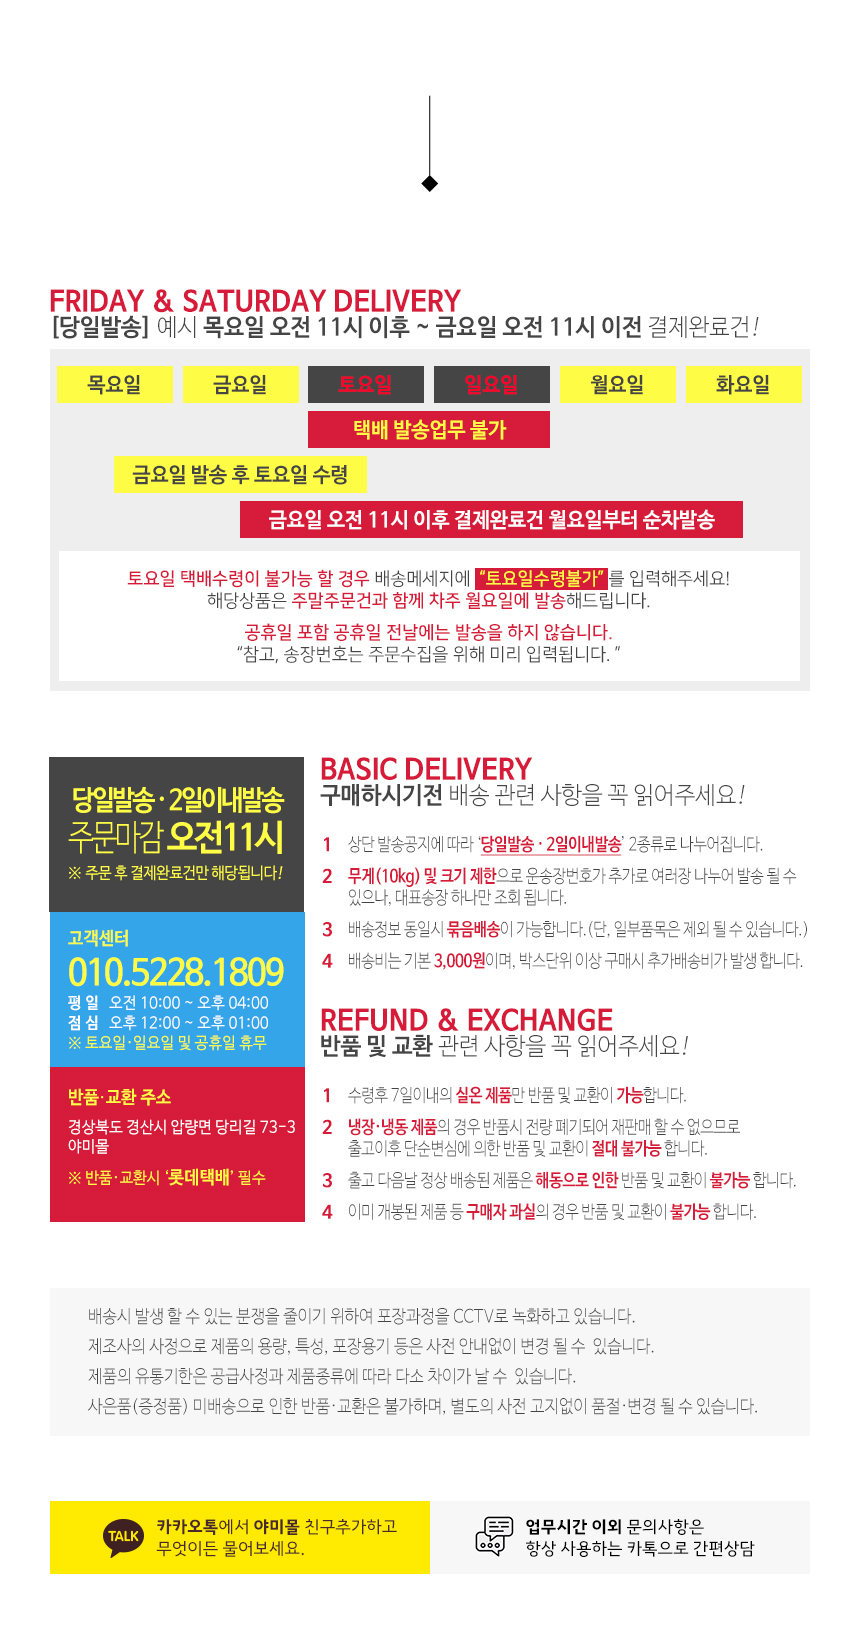 FRIDAY & SATURDAY DELIVERY
[당일발송] 예시 목요일 오전 11시 이후 ~ 금요일 오전 11시 이전 결제완료건!
목요일 금요일 토요일 일요일 월요일 화요일
택배 발송업무 불가
금요일 발송 후 토요일 수령
금요일 오전 11시 이후 결제완료건 월요일부터 순차발송
토요일 택배수령이 불가능 할 경우 배송메세지에 “토요일수령불가” 를 입력해주세요!
해당상품은 주말주문건과 함께 차주 월요일에 발송해드립니다.
공휴일 포함 공휴일 전날에는 발송을 하지 않습니다.
“참고, 송장번호는 주문수집을 위해 미리 입력됩니다. ”
당일발송 · 2일이내발송
주문마감 오전11시
※ 주문 후 결제완료건만 해당됩니다!
고객센터
010.5228.1809
평 일 오전 10:00 ~ 오후 04:00
점 심 오후 12:00 ~ 오후 01:00
※ 토요일·일요일 및 공휴일 휴무
반품·교환 주소
경상북도 경산시 압량면 당리길 73-3
야미몰
※ 반품·교환시 ‘롯데택배’ 필수
BASIC DELIVERY
구매하시기전 배송 관련 사항을 꼭 읽어주세요!
1 상단 발송공지에 따라 ‘당일발송 · 2일이내발송’ 2종류로 나누어집니다.
2 무게(10kg) 및 크기 제한으로 운송장번호가 추가로 여러장 나누어 발송 될 수
있으나, 대표송장 하나만 조회 됩니다.
3 배송정보 동일시 묶음배송이 가능합니다.(단, 일부품목은 제외 될 수 있습니다.)
4 배송비는 기본 3,000원이며, 박스단위 이상 구매시 추가배송비가 발생 합니다.
REFUND & EXCHANGE
반품 및 교환 관련 사항을 꼭 읽어주세요!
1 수령후 7일이내의 실온 제품만 반품 및 교환이 가능합니다.
2 냉장·냉동 제품의 경우 반품시 전량 폐기되어 재판매 할 수 없으므로
출고이후 단순변심에 의한 반품 및 교환이 절대 불가능 합니다.
3 출고 다음날 정상 배송된 제품은 해동으로 인한 반품 및 교환이 불가능 합니다.
4 이미 개봉된 제품 등 구매자 과실의 경우 반품 및 교환이 불가능 합니다.
배송시 발생 할 수 있는 분쟁을 줄이기 위하여 포장과정을 CCTV로 녹화하고 있습니다.
제조사의 사정으로 제품의 용량, 특성, 포장용기 등은 사전 안내없이 변경 될 수 있습니다.
제품의 유통기한은 공급사정과 제품종류에 따라 다소 차이가 날 수 있습니다.
사은품(증정품) 미배송으로 인한 반품·교환은 불가하며, 별도의 사전 고지없이 품절·변경 될 수 있습니다.
TALK
카카오톡에서 야미몰 친구추가하고
무엇이든 물어보세요.
업무시간 이외 문의사항은
항상 사용하는 카톡으로 간편상담